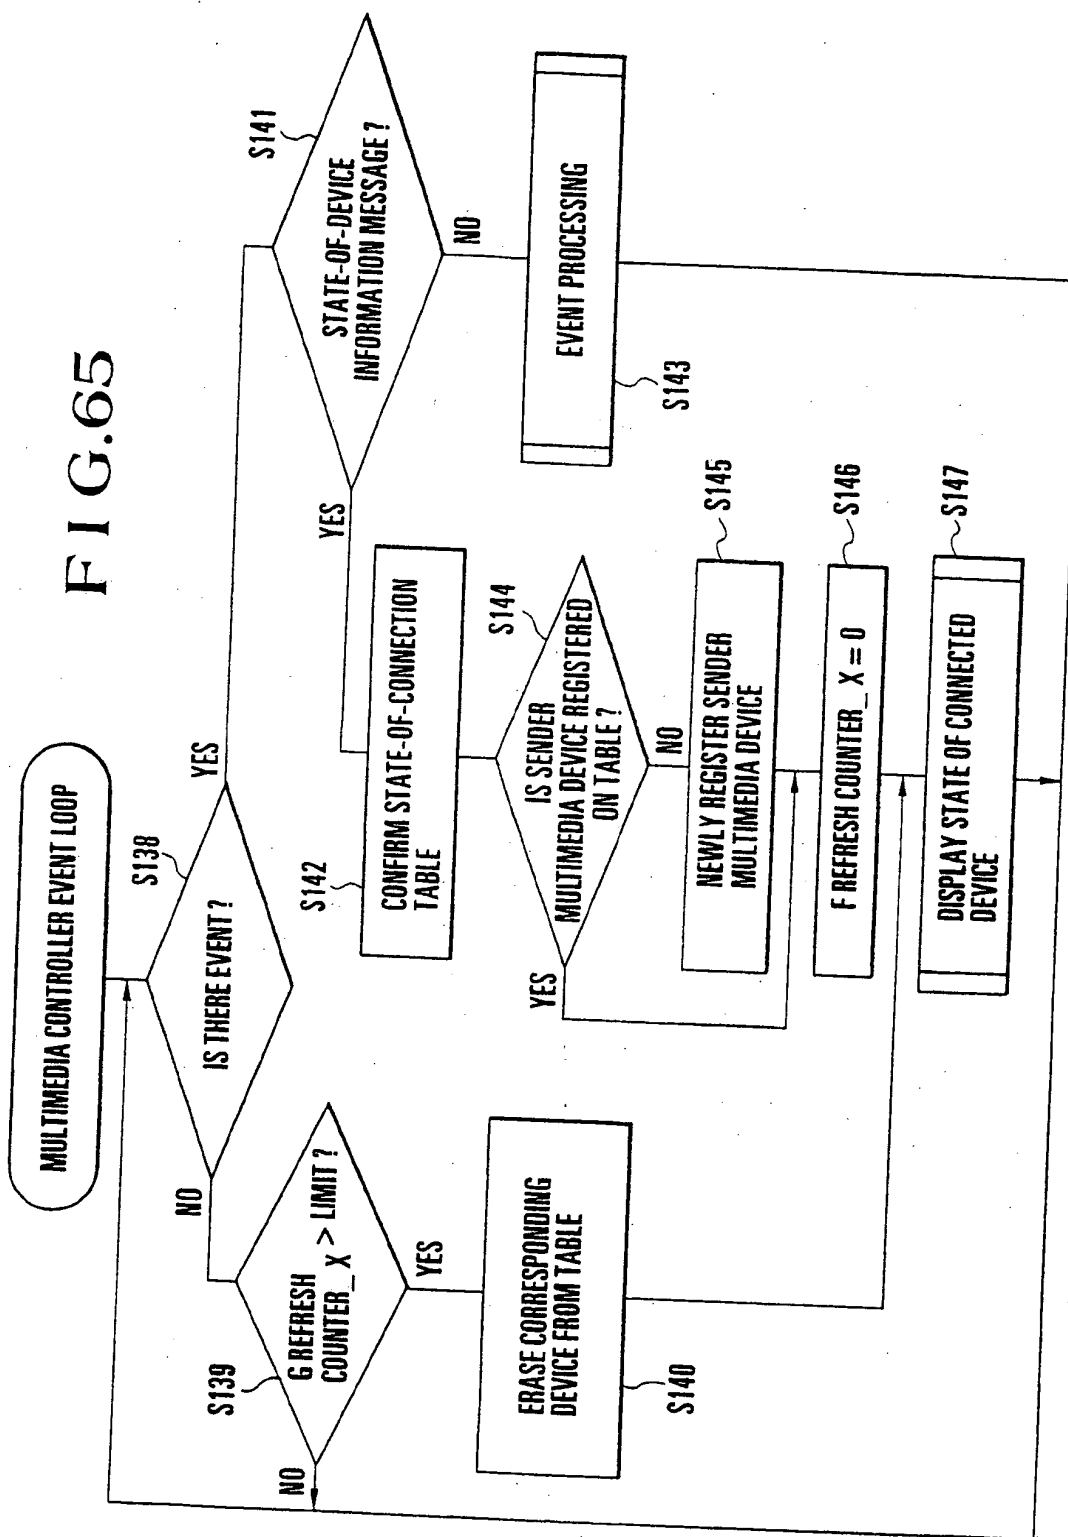 F I G.65
MULTIMEDIA CONTROLLER EVENT LOOP
S138
IS THERE EVENT?
YES
NO
S139
G REFRESH
COUNTER_X > LIMIT?
NO
YES
ERASE CORRESPONDING
DEVICE FROM TABLE
S140
S141
STATE-OF-DEVICE
INFORMATION MESSAGE?
YES
NO
S142
CONFIRM STATE-OF-CONNECTION
TABLE
EVENT PROCESSING
S143
S144
IS SENDER
MULTIMEDIA DEVICE REGISTERED
ON TABLE?
YES
NO
S145
NEWLY REGISTER SENDER
MULTIMEDIA DEVICE
S146
F REFRESH COUNTER_X = 0
S147
DISPLAY STATE OF CONNECTED
DEVICE